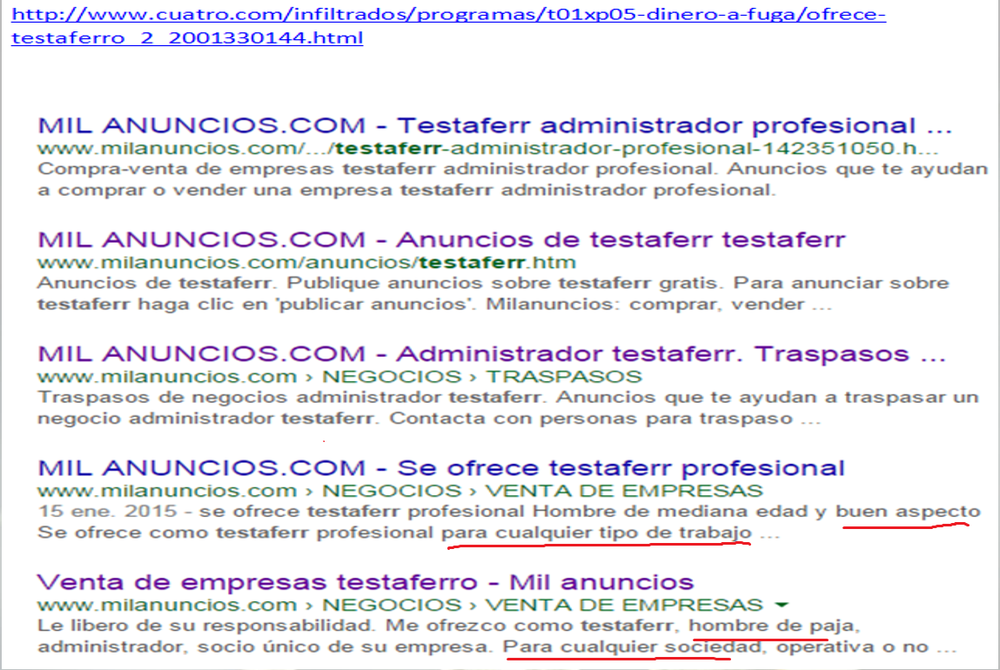 http://www.cuatro.com/infiltrados/programas/t01xp05-dinero-a-fuga/ofrece-
testaferro_2_2001330144.html
MIL ANUNCIOS.COM - Testaferr administrador profesional ...
www.milanuncios.com/.../testaferr-administrador-profesional-142351050.h...
Compra-venta de empresas testaferr administrador profesional. Anuncios que te ayudan
a comprar o vender una empresa testaferr administrador profesional.
MIL ANUNCIOS.COM - Anuncios de testaferr testaferr
www.milanuncios.com/anuncios/testaferr.htm
Anuncios de testaferr. Publique anuncios sobre testaferr gratis. Para anunciar sobre
testaferr haga clic en 'publicar anuncios'. Milanuncios: comprar, vender ...
MIL ANUNCIOS.COM - Administrador testaferr. Traspasos ...
www.milanuncios.com › NEGOCIOS › TRASPASOS
Traspasos de negocios administrador testaferr. Anuncios que te ayudan a traspasar un
negocio administrador testaferr. Contacta con personas para traspaso ...
MIL ANUNCIOS.COM - Se ofrece testaferr profesional
www.milanuncios.com › NEGOCIOS › VENTA DE EMPRESAS
15 ene. 2015 - se ofrece testaferr profesional Hombre de mediana edad y buen aspecto
Se ofrece como testaferr profesional para cualquier tipo de trabajo ...
Venta de empresas testaferro - Mil anuncios
www.milanuncios.com › NEGOCIOS › VENTA DE EMPRESAS
Le libero de su responsabilidad. Me ofrezco como testaferr, hombre de paja,
administrador, socio único de su empresa. Para cualquier sociedad, operativa o no ...